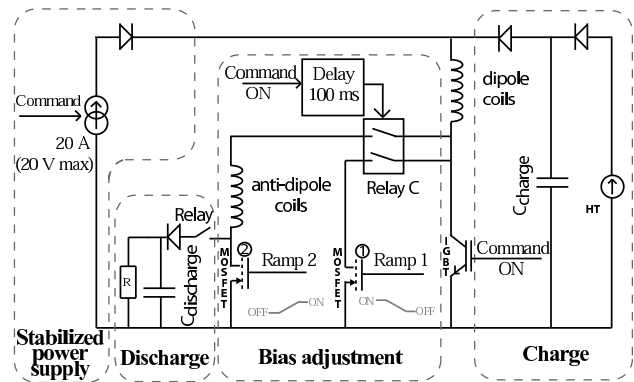 Command
20 A
(20 V max)
Stabilized
power
supply
Relay
R
Cdischarge
Discharge
Command
ON
Delay
100 ms
Relay C
anti-dipole
coils
MOSFET
2
Ramp 2
OFF
ON
MOSFET
1
Ramp 1
ON
OFF
Bias adjustment
dipole
coils
IGBT
Command
ON
Ccharge
HT
Charge